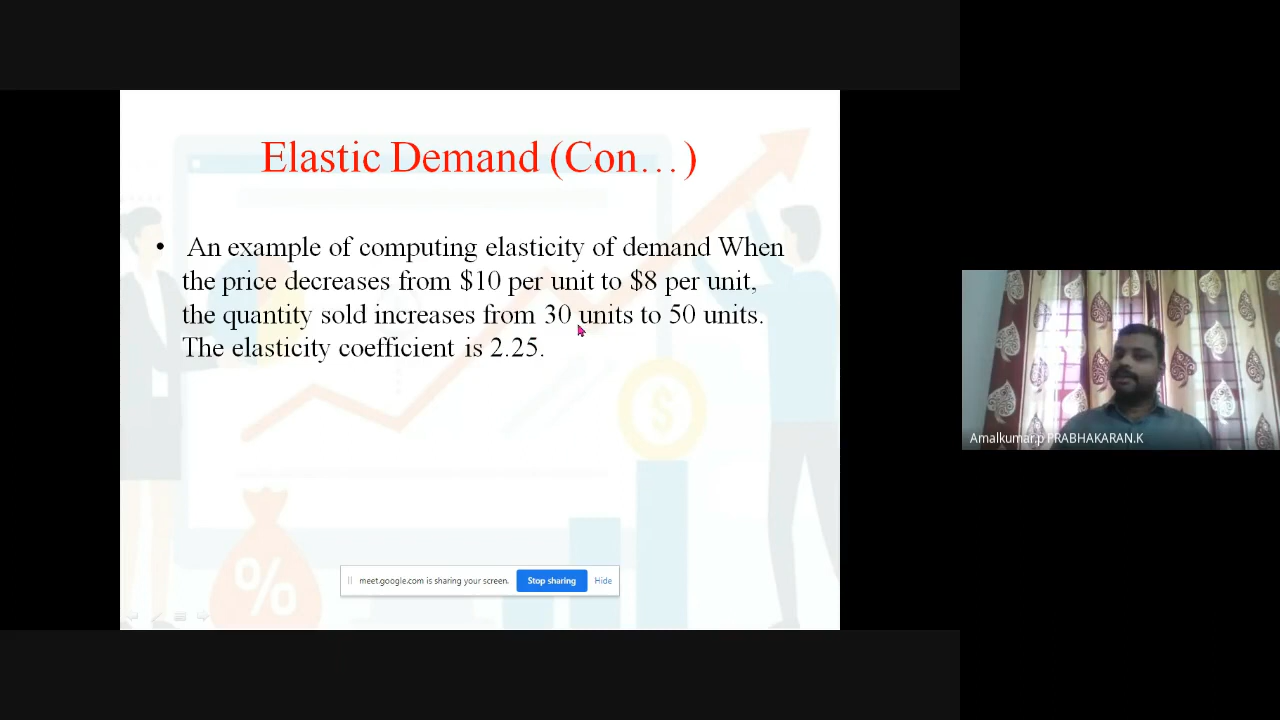 Elastic Demand (Con…)
• An example of computing elasticity of demand When
the price decreases from $10 per unit to $8 per unit,
the quantity sold increases from 30 units to 50 units.
The elasticity coefficient is 2.25.
$
%
meet.google.com is sharing your screen.
Stop sharing
Hide
Amalkumar.p PRABHAKARAN.K